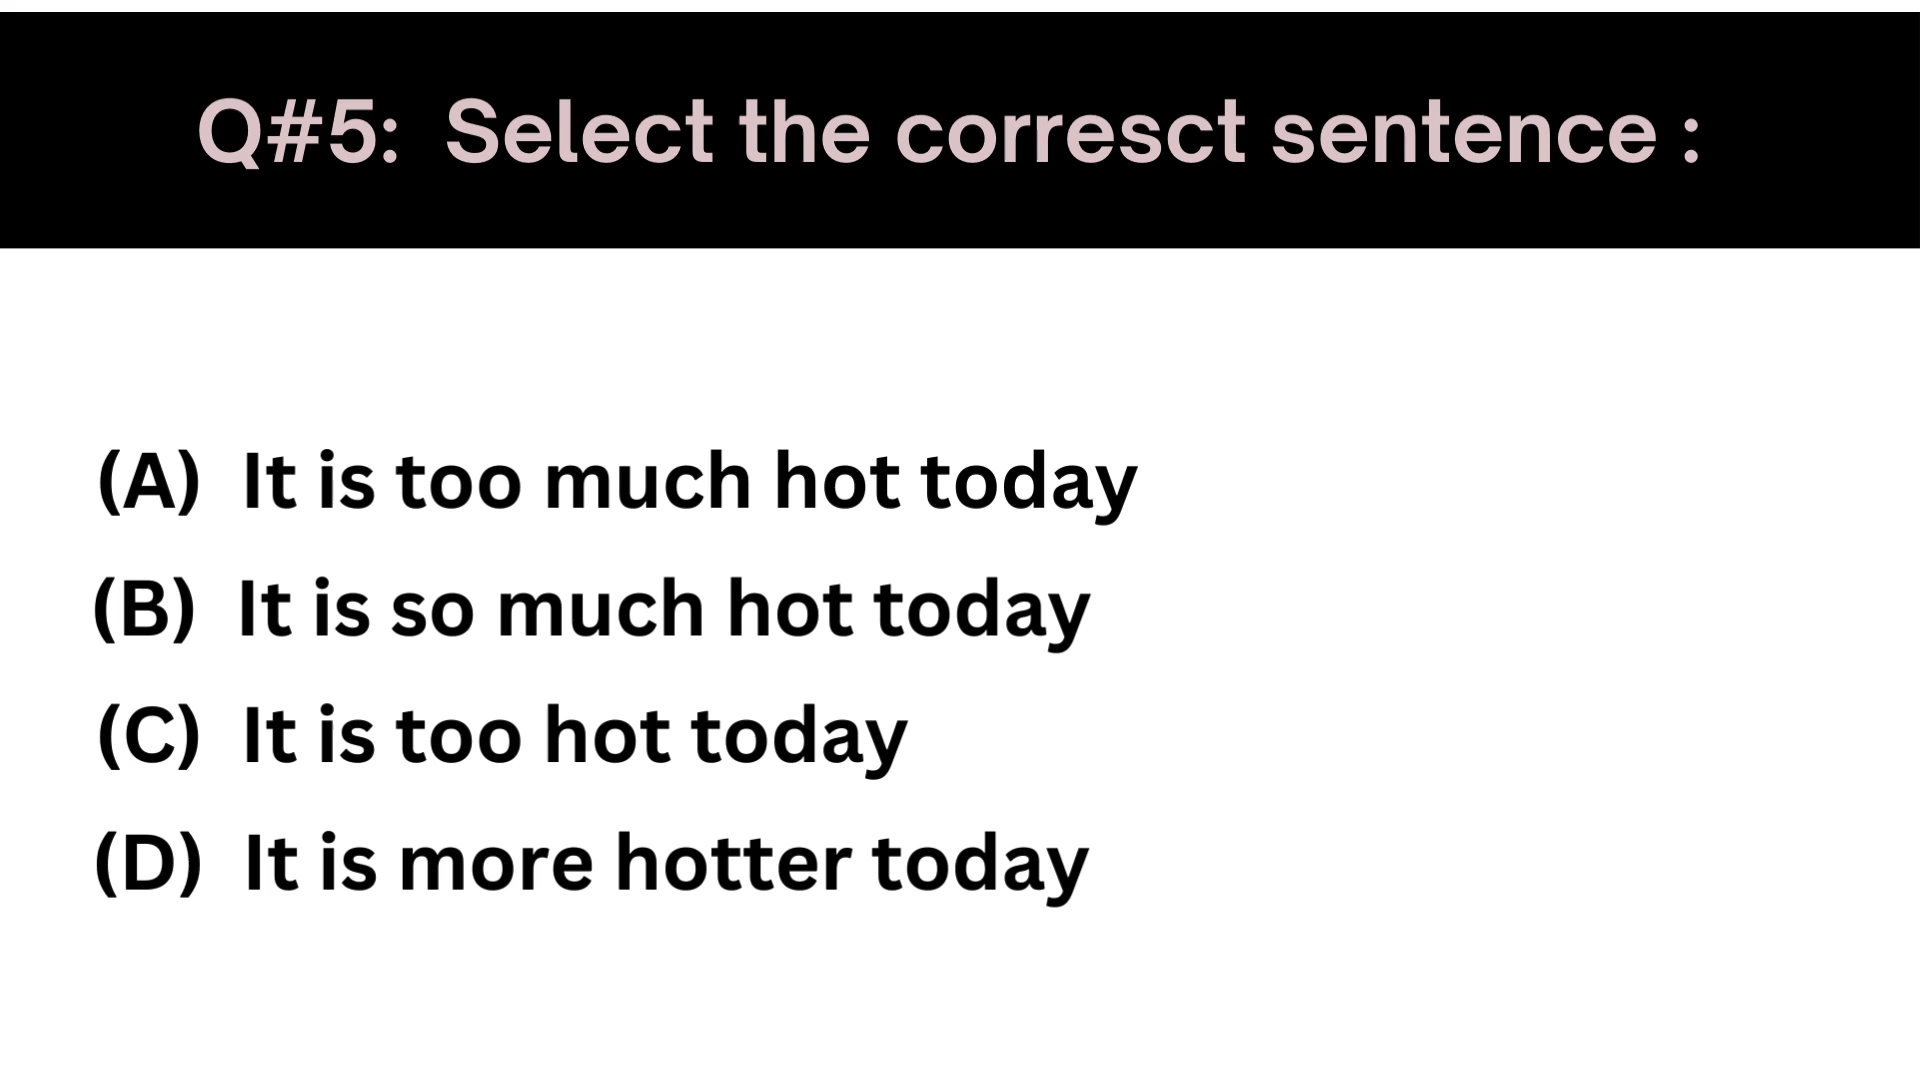 Q#5: Select the corresct sentence :
(A) It is too much hot today
(B) It is so much hot today
(C) It is too hot today
(D) It is more hotter today